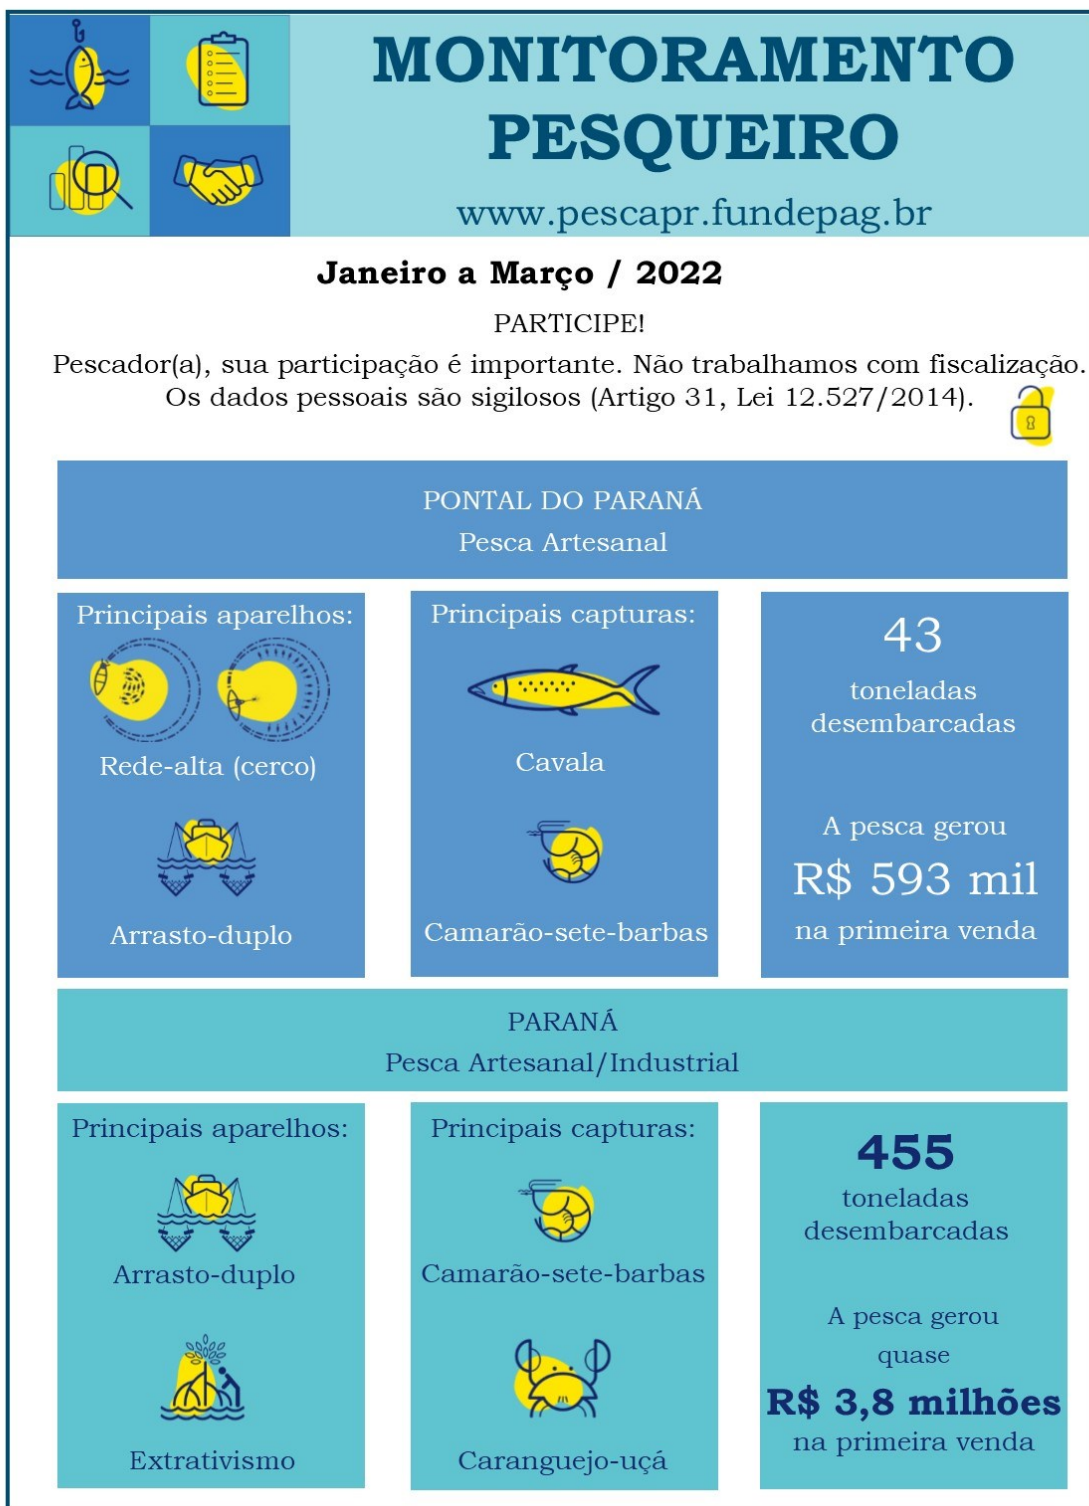 MONITORAMENTO
PESQUEIRO
www.pescapr.fundepag.br
Janeiro a Março / 2022
PARTICIPE!
Pescador(a), sua participação é importante. Não trabalhamos com fiscalização.
Os dados pessoais são sigilosos (Artigo 31, Lei 12.527/2014).
PONTAL DO PARANÁ
Pesca Artesanal
Principais aparelhos:
Rede-alta (cerco)
Arrasto-duplo
Principais capturas:
Cavala
Camarão-sete-barbas
43
toneladas
desembarcadas
A pesca gerou
R$ 593 mil
na primeira venda
PARANÁ
Pesca Artesanal/Industrial
Principais aparelhos:
Arrasto-duplo
Extrativismo
Principais capturas:
Camarão-sete-barbas
Caranguejo-uçá
455
toneladas
desembarcadas
A pesca gerou
quase
R$ 3,8 milhões
na primeira venda